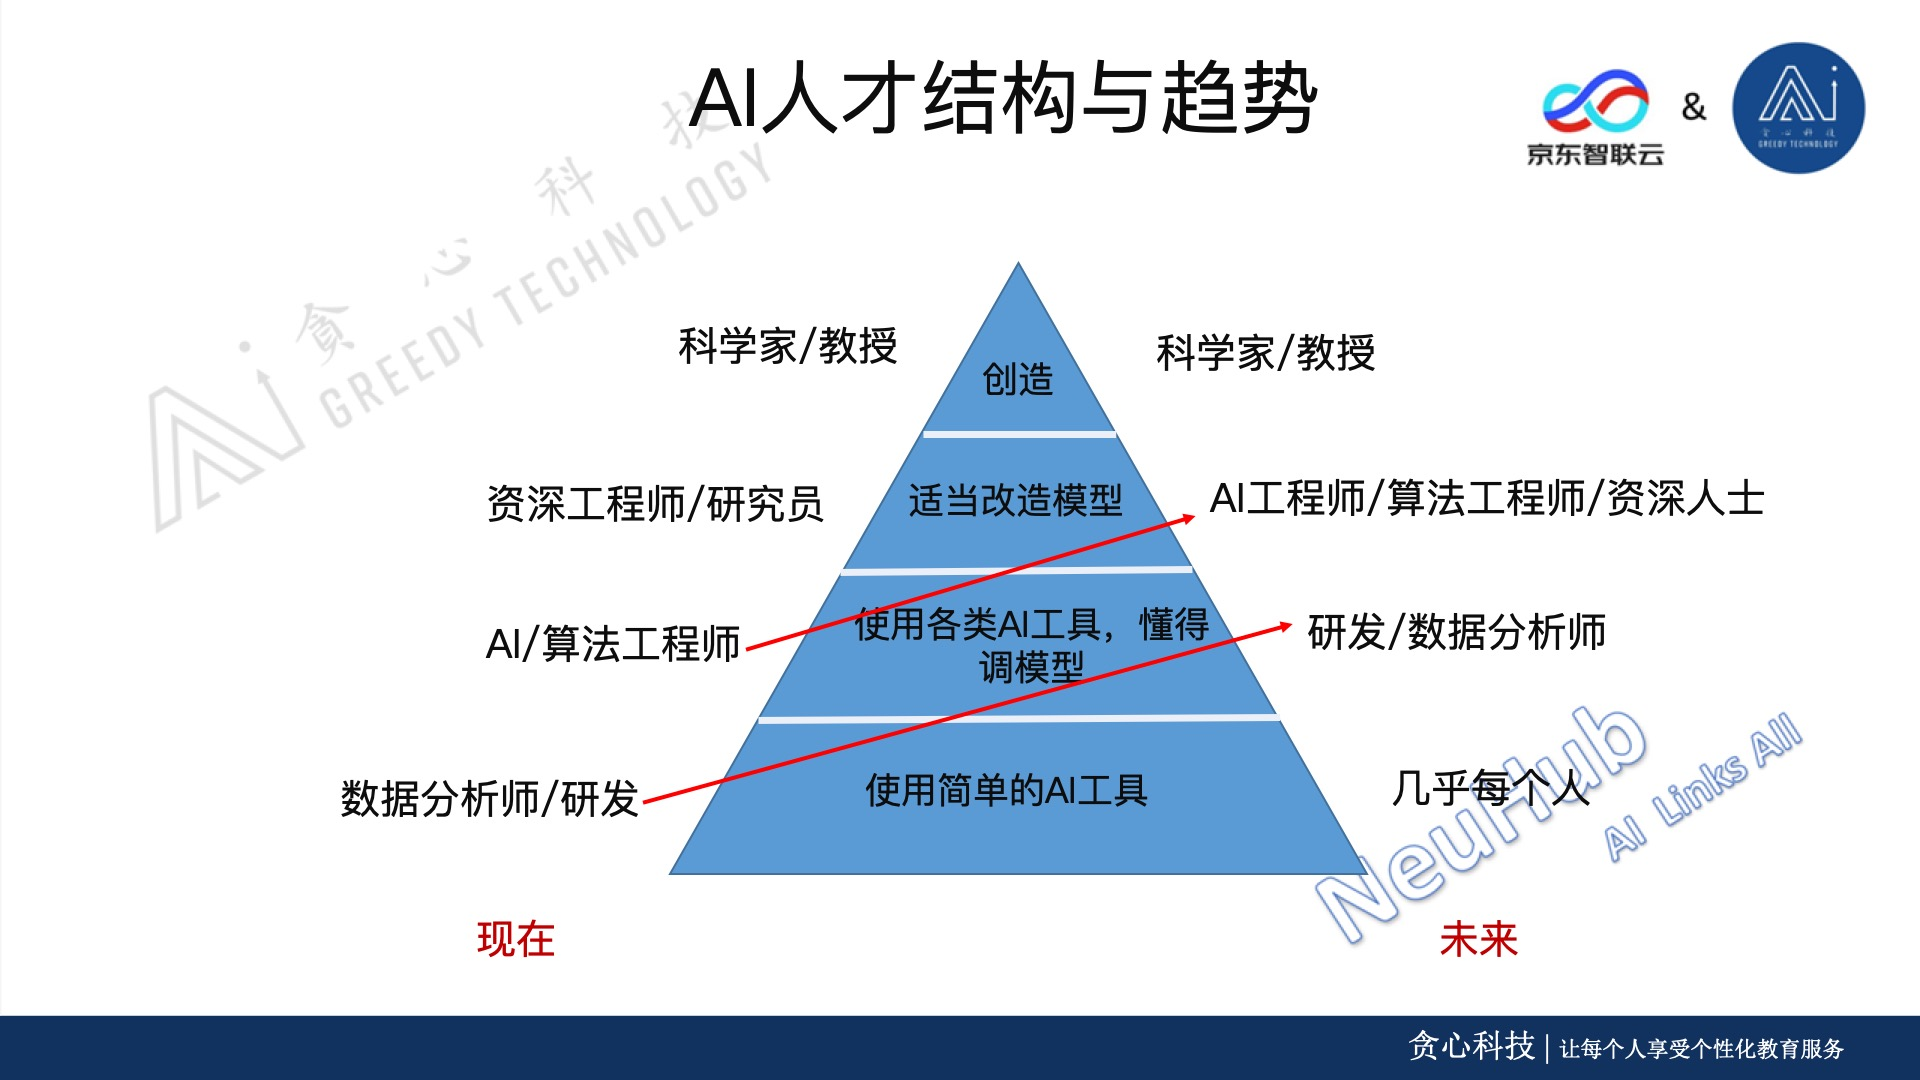 AI人才结构与趋势
京东智联云
&
贪心科技
GREEDY TECHNOLOGY
贪心科技
GREEDY TECHNOLOGY
科学家/教授
创造
科学家/教授
资深工程师/研究员
适当改造模型
AI工程师/算法工程师/资深人士
AI/算法工程师
使用各类AI工具，懂得
调模型
研发/数据分析师
数据分析师/研发
使用简单的AI工具
几乎每个人
NeuHub
AI Links All
现在
未来
贪心科技|让每个人享受个性化教育服务